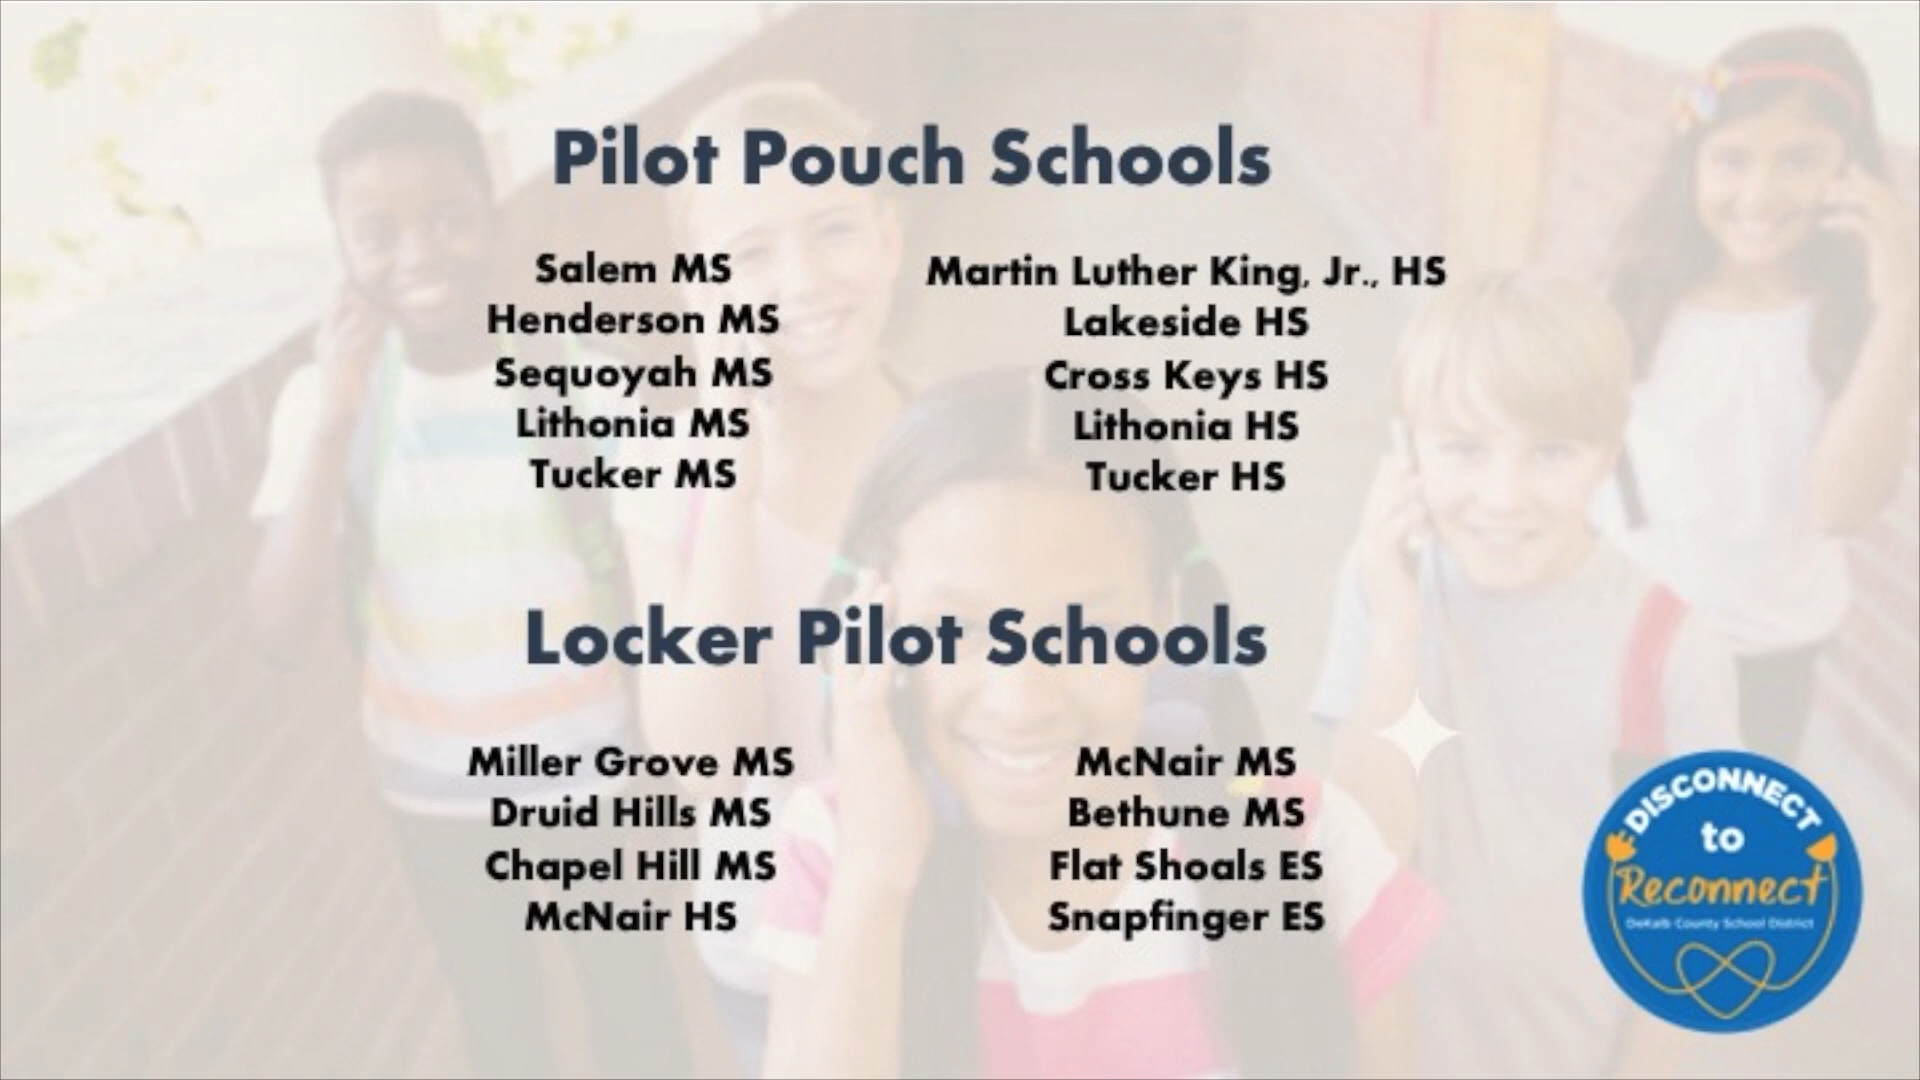 Pilot Pouch Schools
Salem MS
Henderson MS
Sequoyah MS
Lithonia MS
Tucker MS
Martin Luther King, Jr., HS
Lakeside HS
Cross Keys HS
Lithonia HS
Tucker HS
Locker Pilot Schools
Miller Grove MS
Druid Hills MS
Chapel Hill MS
McNair HS
McNair MS
Bethune MS
Flat Shoals ES
Snapfinger ES
DISCONNECT
to
Reconnect
DeKalb County School District